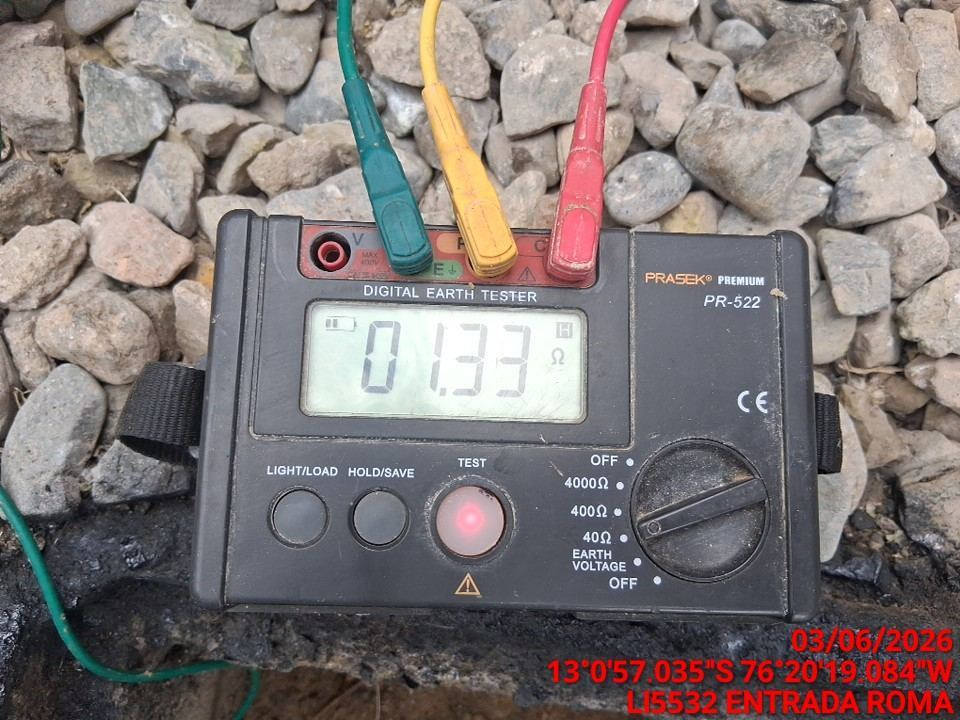 V P C
MAX
E
DIGITAL EARTH TESTER
PRASEK® PREMIUM
PR-522
H
01.33 Ω
CE
LIGHT/LOAD HOLD/SAVE TEST
OFF
4000Ω
400Ω
40Ω
EARTH
VOLTAGE
OFF
03/06/2026
13°0'57.035"S 76°20'19.084"W
LI5532 ENTRADA ROMA